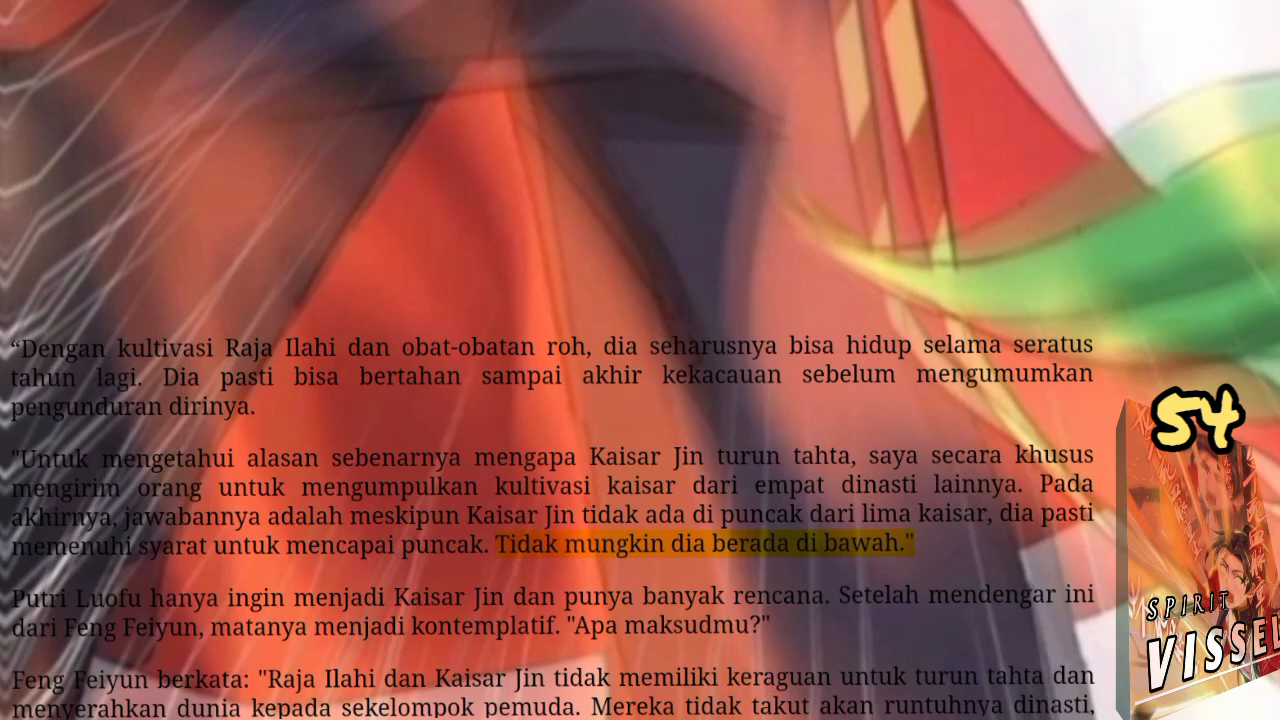 “Dengan kultivasi Raja Ilahi dan obat-obatan roh, dia seharusnya bisa hidup selama seratus
tahun lagi. Dia pasti bisa bertahan sampai akhir kekacauan sebelum mengumumkan
pengunduran dirinya.
"Untuk mengetahui alasan sebenarnya mengapa Kaisar Jin turun tahta, saya secara khusus
mengirim orang untuk mengumpulkan kultivasi kaisar dari empat dinasti lainnya. Pada
akhirnya, jawabannya adalah meskipun Kaisar Jin tidak ada di puncak dari lima kaisar, dia pasti
memenuhi syarat untuk mencapai puncak. Tidak mungkin dia berada di bawah."
Putri Luofu hanya ingin menjadi Kaisar Jin dan punya banyak rencana. Setelah mendengar ini
dari Feng Feiyun, matanya menjadi kontemplatif. "Apa maksudmu?"
Feng Feiyun berkata: "Raja Ilahi dan Kaisar Jin tidak memiliki keraguan untuk turun tahta dan
menyerahkan dunia kepada sekelompok pemuda. Mereka tidak takut akan runtuhnya dinasti,
54
SPIRIT
VISSEL